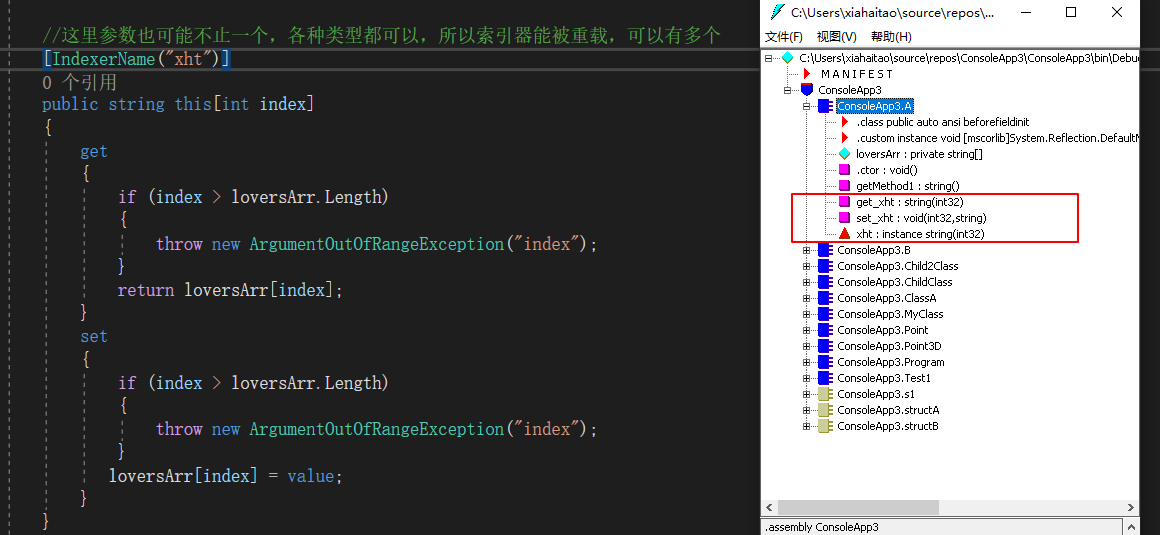 //这里参数也可能不止一个，各种类型都可以，所以索引器能被重载，可以有多个
[IndexerName("xht")]
0 个引用
public string this[int index]
{
get
{
if (index > loversArr.Length)
{
throw new ArgumentOutOfRangeException("index");
}
return loversArr[index];
}
set
{
if (index > loversArr.Length)
{
throw new ArgumentOutOfRangeException("index");
}
loversArr[index] = value;
}
}
C:\Users\xiahaitao\source\repos\...
文件(F) 视图(V) 帮助(H)
C:\Users\xiahaitao\source\repos\ConsoleApp3\ConsoleApp3\bin\Debu
M A N I F E S T
ConsoleApp3
ConsoleApp3.A
.class public auto ansi beforefieldinit
.custom instance void [mscorlib]System.Reflection.DefaultM
loversArr : private string[]
.ctor : void()
getMethod1 : string()
get_xht : string(int32)
set_xht : void(int32,string)
xht : instance string(int32)
ConsoleApp3.B
ConsoleApp3.Child2Class
ConsoleApp3.ChildClass
ConsoleApp3.ClassA
ConsoleApp3.MyClass
ConsoleApp3.Point
ConsoleApp3.Point3D
ConsoleApp3.Program
ConsoleApp3.Test1
ConsoleApp3.s1
ConsoleApp3.structA
ConsoleApp3.structB
.assembly ConsoleApp3